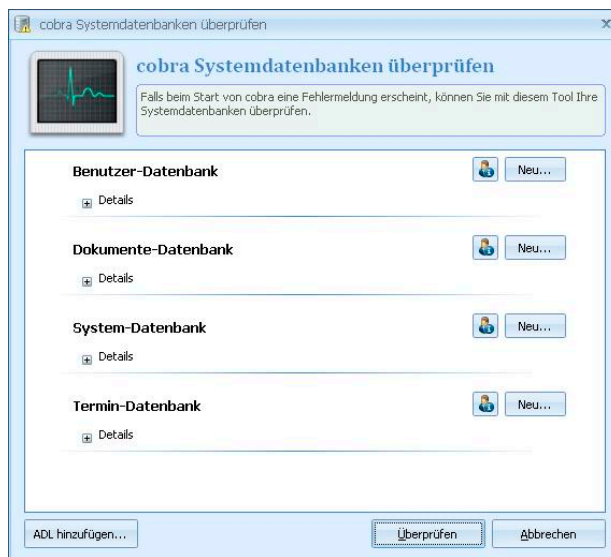 cobra Systemdatenbanken überprüfen
cobra Systemdatenbanken überprüfen
Falls beim Start von cobra eine Fehlermeldung erscheint, können Sie mit diesem Tool Ihre
Systemdatenbanken überprüfen.
Benutzer-Datenbank Neu...
Details
Dokumente-Datenbank Neu...
Details
System-Datenbank Neu...
Details
Termin-Datenbank Neu...
Details
ADL hinzufügen... Überprüfen Abbrechen